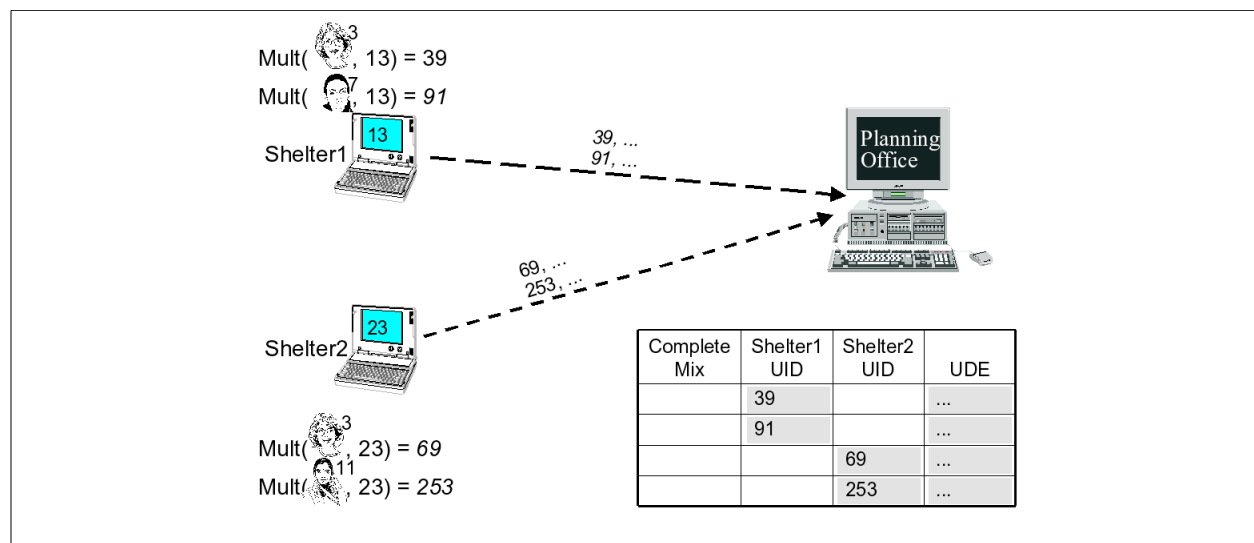 Mult( 3, 13) = 39
Mult( 7, 13) = 91
13
Shelter1
39, ...
91, ...
Planning
Office
69, ...
253, ...
23
Shelter2
Mult( 3, 23) = 69
Mult( 11, 23) = 253
Complete Mix Shelter1 UID Shelter2 UID UDE
39 ...
91 ...
69 ...
253 ...